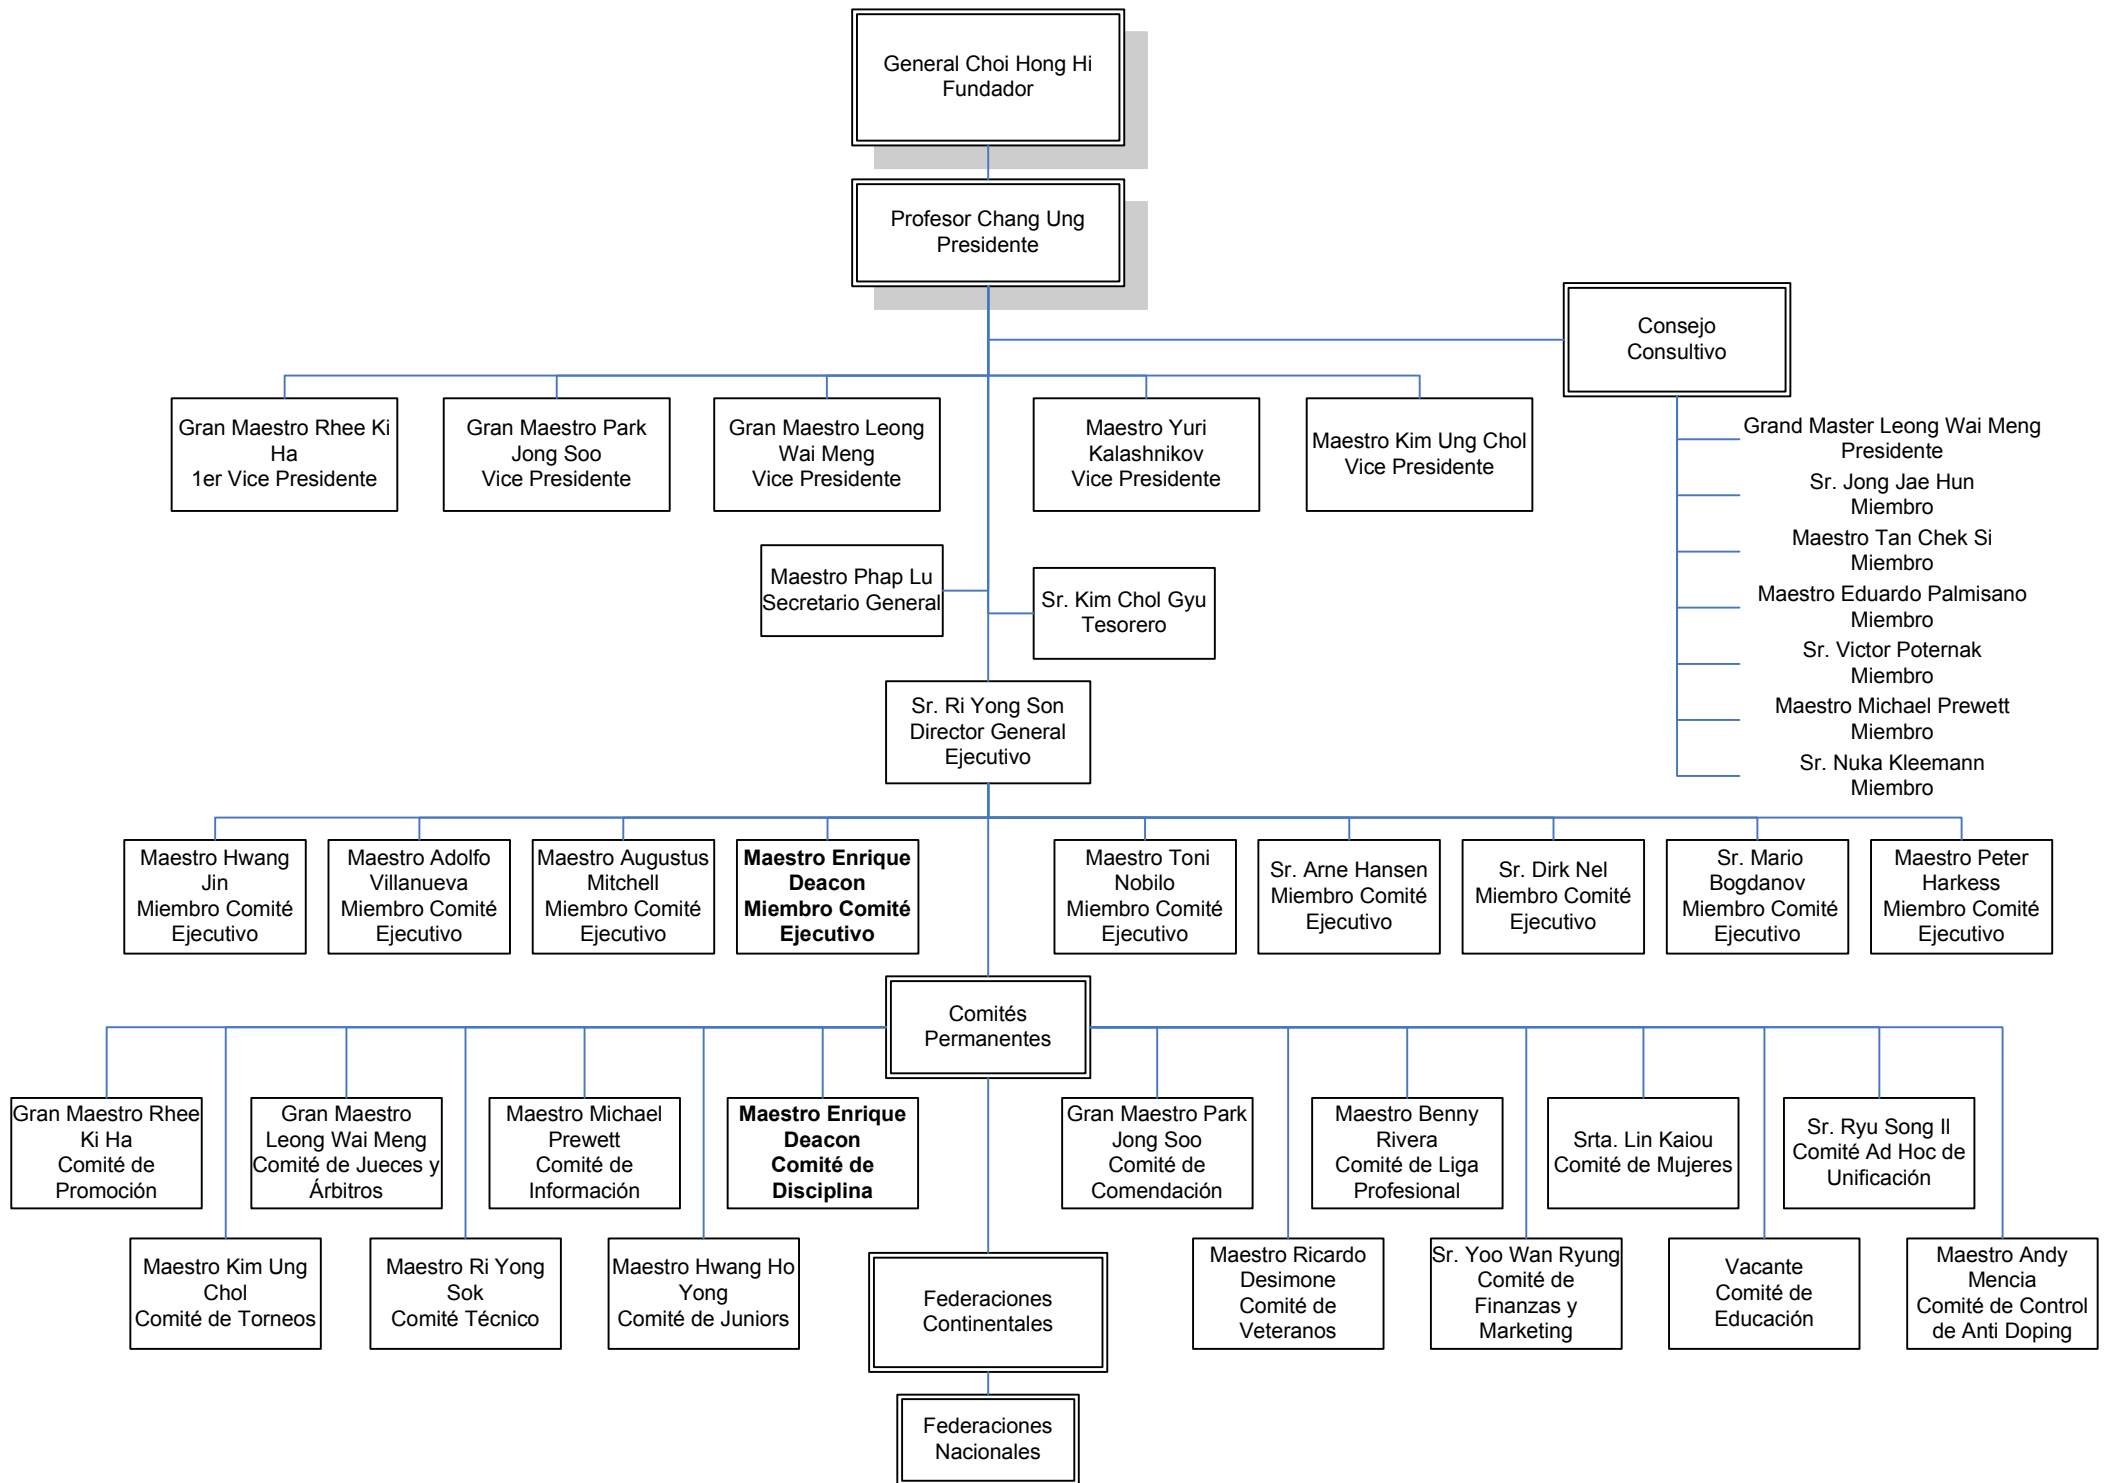 General Choi Hong Hi
Fundador
Profesor Chang Ung
Presidente
Consejo
Consultivo
Gran Maestro Rhee Ki
Ha
1er Vice Presidente
Gran Maestro Park
Jong Soo
Vice Presidente
Gran Maestro Leong
Wai Meng
Vice Presidente
Maestro Yuri
Kalashnikov
Vice Presidente
Maestro Kim Ung Chol
Vice Presidente
Grand Master Leong Wai Meng
Presidente
Sr. Jong Jae Hun
Miembro
Maestro Tan Chek Si
Miembro
Maestro Eduardo Palmisano
Miembro
Sr. Victor Poternak
Miembro
Maestro Michael Prewett
Miembro
Sr. Nuka Kleemann
Miembro
Maestro Phap Lu
Secretario General
Sr. Kim Chol Gyu
Tesorero
Sr. Ri Yong Son
Director General
Ejecutivo
Maestro Hwang
Jin
Miembro Comité
Ejecutivo
Maestro Adolfo
Villanueva
Miembro Comité
Ejecutivo
Maestro Augustus
Mitchell
Miembro Comité
Ejecutivo
Maestro Enrique
Deacon
Miembro Comité
Ejecutivo
Maestro Toni
Nobilo
Miembro Comité
Ejecutivo
Sr. Arne Hansen
Miembro Comité
Ejecutivo
Sr. Dirk Nel
Miembro Comité
Ejecutivo
Sr. Mario
Bogdanov
Miembro Comité
Ejecutivo
Maestro Peter
Harkess
Miembro Comité
Ejecutivo
Comités
Permanentes
Gran Maestro Rhee
Ki Ha
Comité de
Promoción
Gran Maestro
Leong Wai Meng
Comité de Jueces y
Árbitros
Maestro Michael
Prewett
Comité de
Información
Maestro Enrique
Deacon
Comité de
Disciplina
Gran Maestro Park
Jong Soo
Comité de
Comendación
Maestro Benny
Rivera
Comité de Liga
Profesional
Srta. Lin Kaiou
Comité de Mujeres
Sr. Ryu Song Il
Comité Ad Hoc de
Unificación
Maestro Kim Ung
Chol
Comité de Torneos
Maestro Ri Yong
Sok
Comité Técnico
Maestro Hwang Ho
Yong
Comité de Juniors
Federaciones
Continentales
Maestro Ricardo
Desimone
Comité de
Veteranos
Sr. Yoo Wan Ryung
Comité de
Finanzas y
Marketing
Vacante
Comité de
Educación
Maestro Andy
Mencia
Comité de Control
de Anti Doping
Federaciones
Nacionales